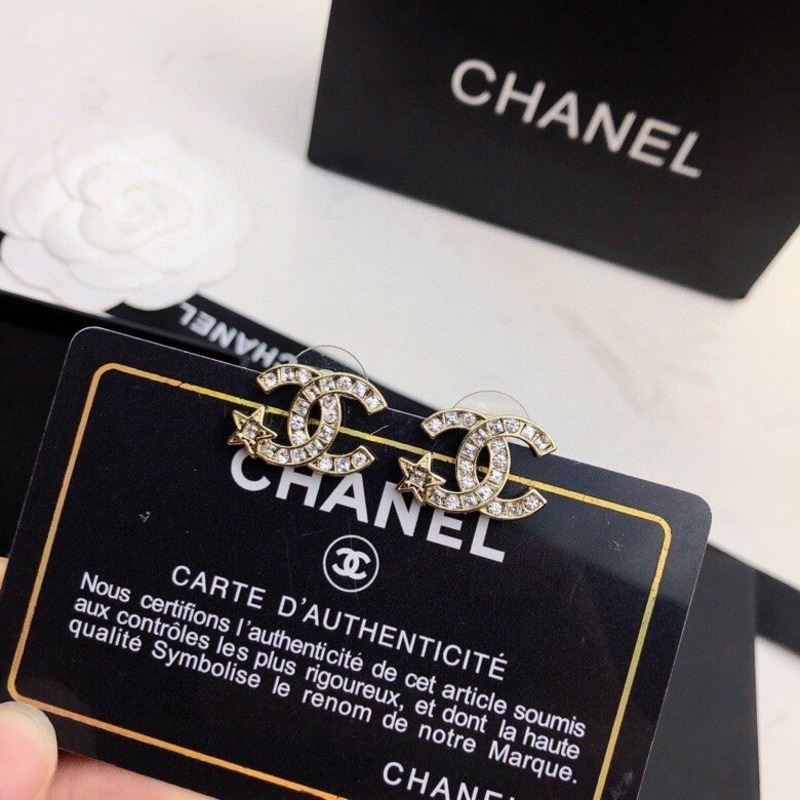 CHANEL
CHANEL
CHANEL
CARTE D'AUTHENTICITÉ
Nous certifions l'authenticité de cet article soumis
aux contrôles les plus rigoureux, et dont la haute
qualité Symbolise le renom de notre Marque.
CHANEL